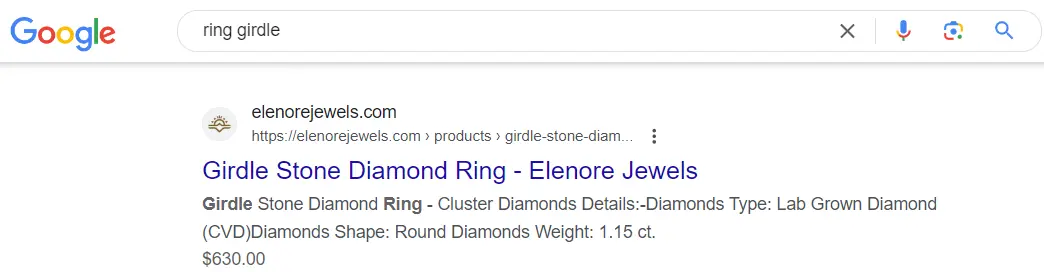 Google
ring girdle
elenorejewels.com
https://elenorejewels.com › products › girdle-stone-diam...
Girdle Stone Diamond Ring - Elenore Jewels
Girdle Stone Diamond Ring - Cluster Diamonds Details:-Diamonds Type: Lab Grown Diamond
(CVD)Diamonds Shape: Round Diamonds Weight: 1.15 ct.
$630.00